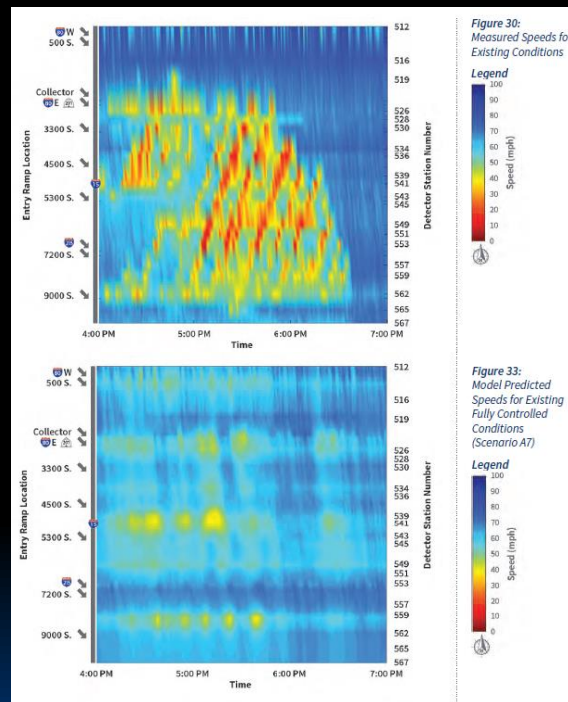 Figure 30:
Measured Speeds fo
Existing Conditions
Legend
100
90
80
70
60
50
40
30
20
10
0
Speed (mph)
Entry Ramp Location
80 W
500 S.
Collector
80 E
3300 S.
4500 S.
15
5300 S.
7200 S.
9000 S.
512
516
519
526
528
530
534
536
539
541
543
545
549
551
553
557
559
562
565
567
Detector Station Number
4:00 PM
5:00 PM
6:00 PM
7:00 PM
Time
Figure 33:
Model Predicted
Speeds for Existing
Fully Controlled
Conditions
(Scenario A7)
Legend
100
90
80
70
60
50
40
30
20
10
0
Speed (mph)
Entry Ramp Location
80 W
500 S.
Collector
80 E
3300 S.
4500 S.
15
5300 S.
7200 S.
9000 S.
512
516
519
526
528
530
534
536
539
541
543
545
549
551
553
557
559
562
565
567
Detector Station Number
4:00 PM
5:00 PM
6:00 PM
7:00 PM
Time